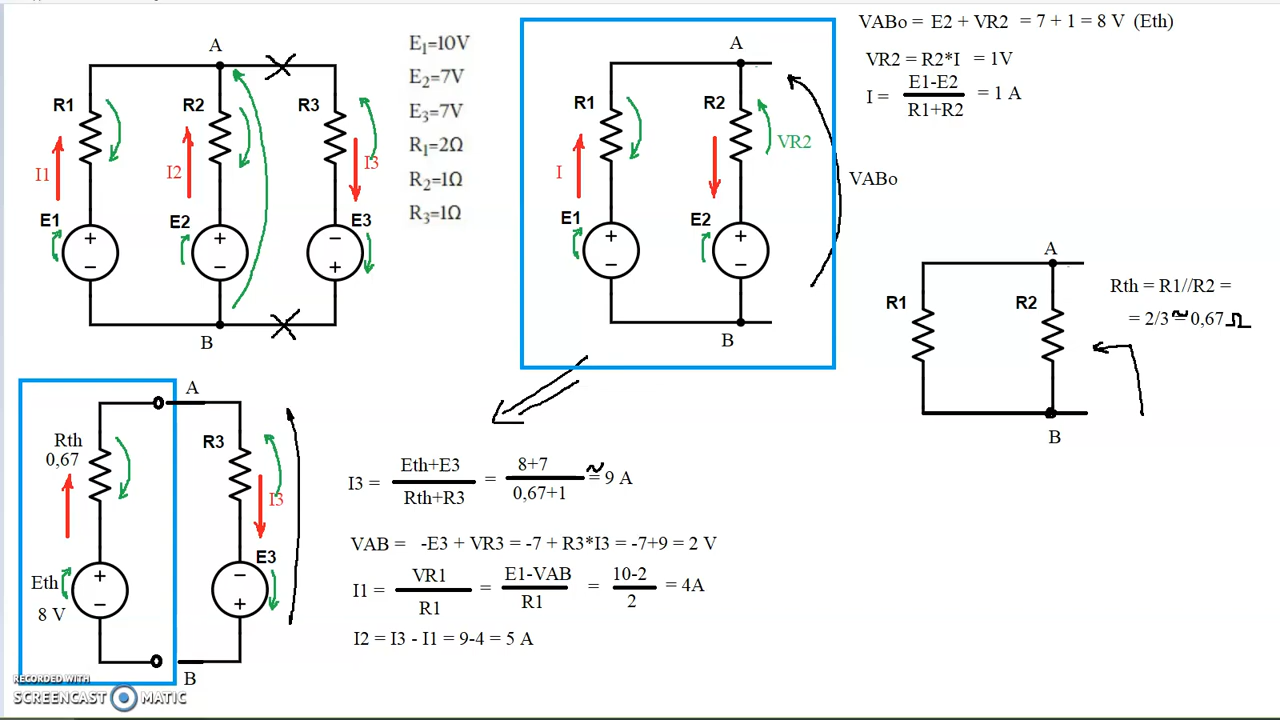 A
R1
R2
R3
I1
I2
I3
E1
E2
E3
+
+
−
−
−
+
B
E1=10V
E2=7V
E3=7V
R1=2Ω
R2=1Ω
R3=1Ω
A
R1
R2
VR2
I
E1
E2
+
+
−
−
B
VABo
VABo = E2 + VR2 = 7 + 1 = 8 V (Eth)
VR2 = R2*I = 1V
I = E1-E2 / R1+R2 = 1 A
A
R1
R2
B
Rth = R1//R2 =
= 2/3 ≅ 0,67 Ω
A
Rth
0,67
R3
I3
E3
Eth
8 V
+
−
−
+
B
I3 = Eth+E3 / Rth+R3 = 8+7 / 0,67+1 ≅ 9 A
VAB = -E3 + VR3 = -7 + R3*I3 = -7+9 = 2 V
I1 = VR1 / R1 = E1-VAB / R1 = 10-2 / 2 = 4A
I2 = I3 - I1 = 9-4 = 5 A
RECORDED WITH
SCREENCAST MATIC